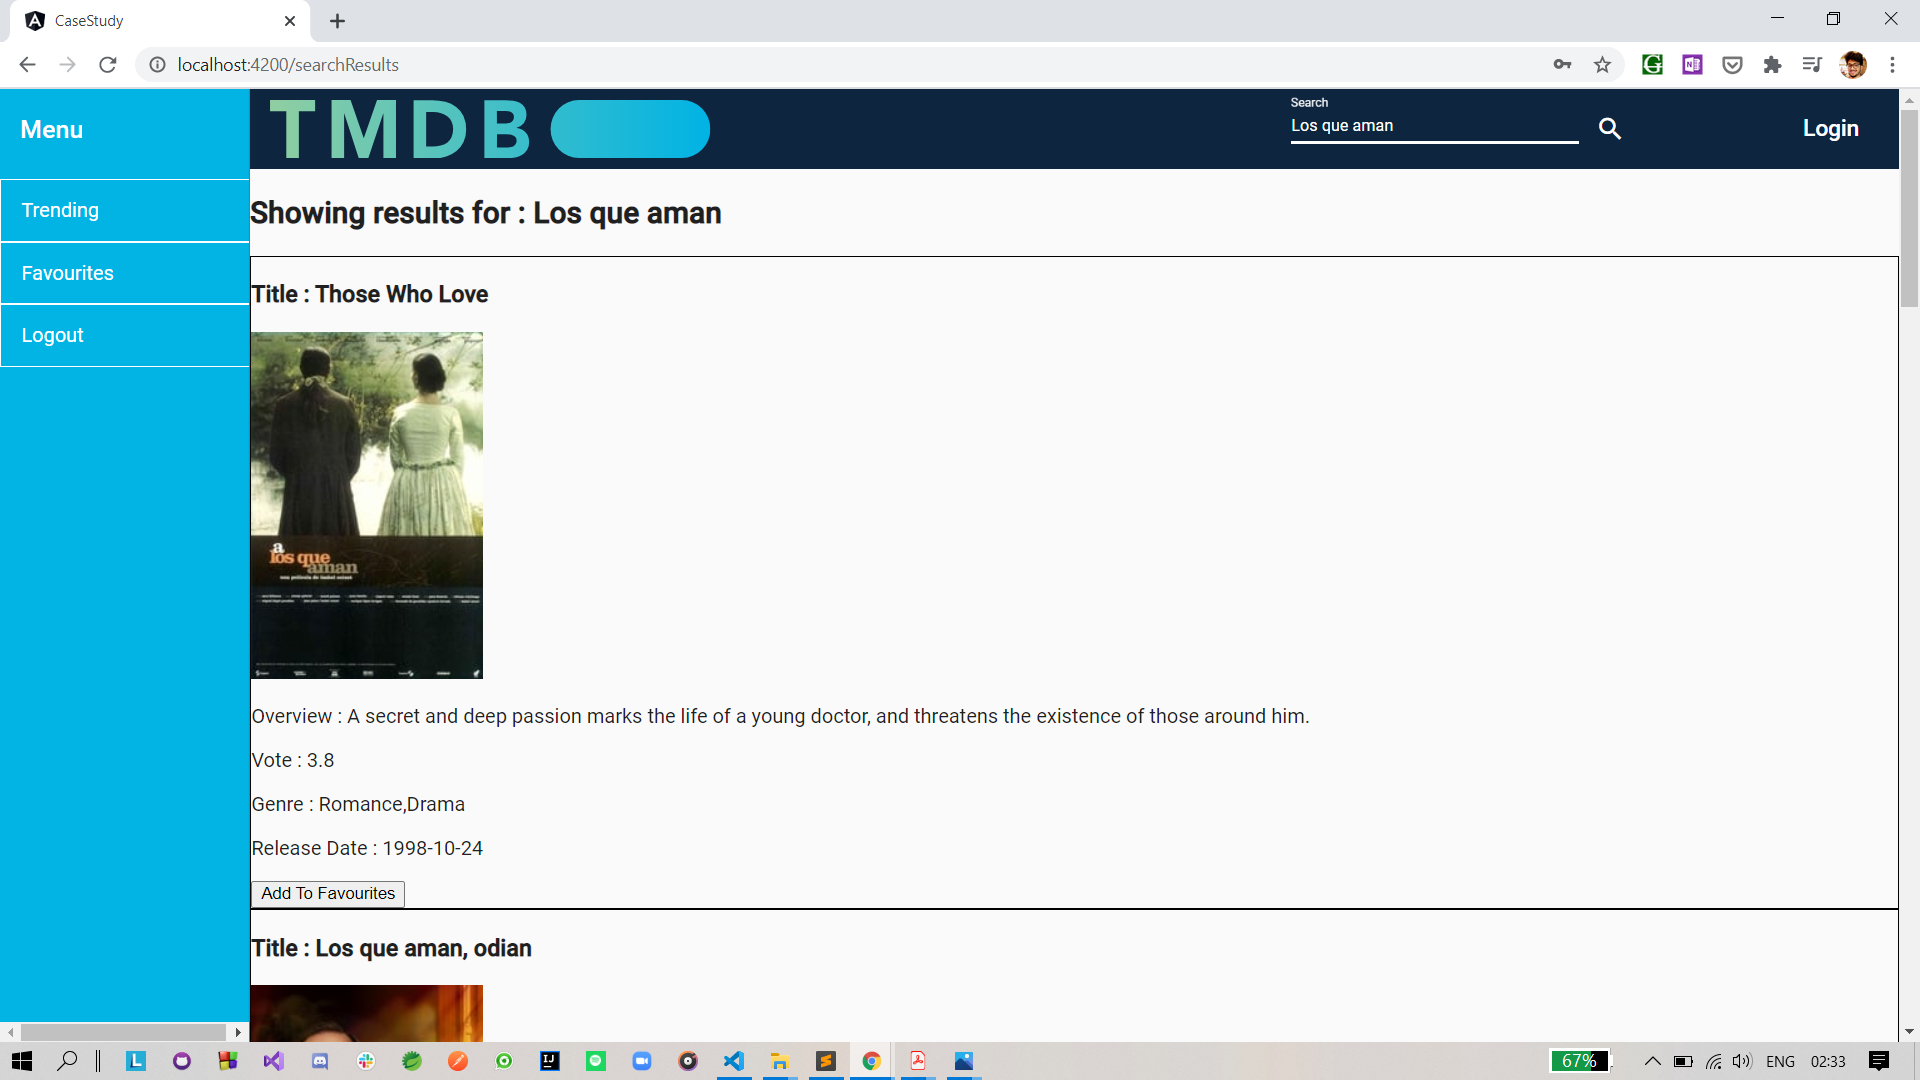 CaseStudy
localhost:4200/searchResults
Menu
TMDB
Search
Los que aman
Login
Trending
Favourites
Logout
Showing results for : Los que aman
Title : Those Who Love
a
los que
aman
Overview : A secret and deep passion marks the life of a young doctor, and threatens the existence of those around him.
Vote : 3.8
Genre : Romance,Drama
Release Date : 1998-10-24
Add To Favourites
Title : Los que aman, odian
67%
ENG
02:33